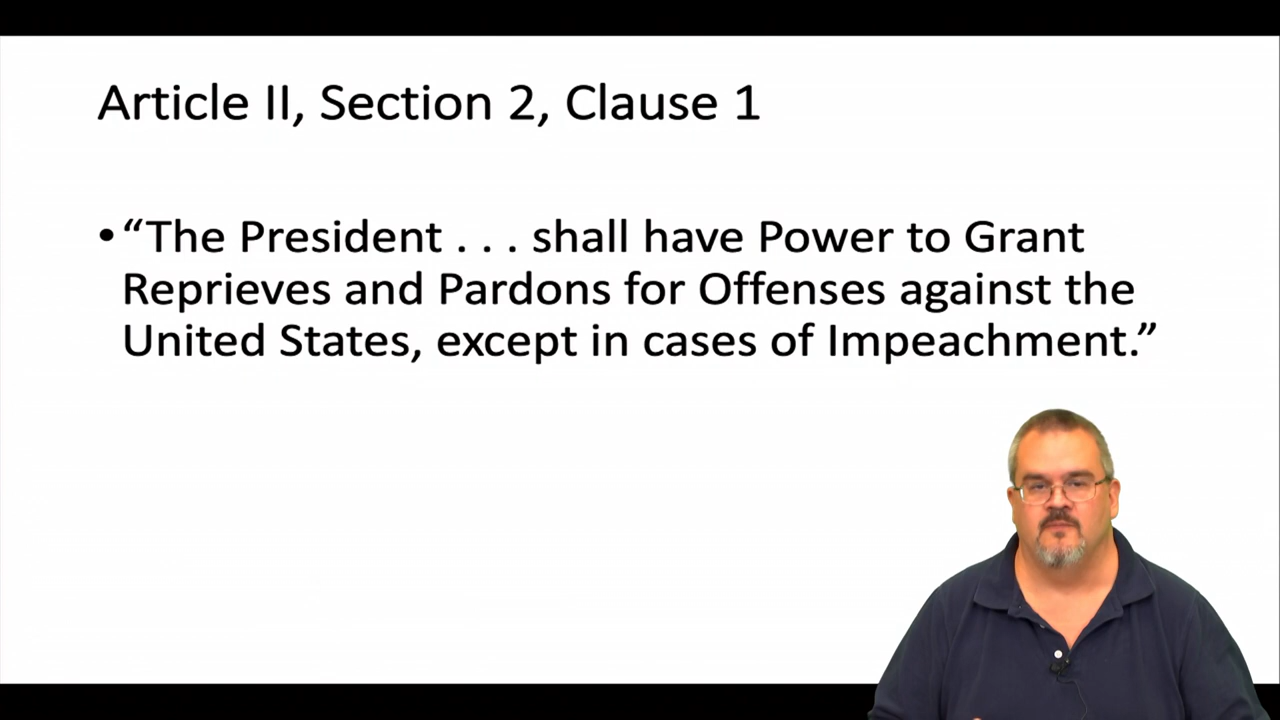 Article II, Section 2, Clause 1
• “The President . . . shall have Power to Grant
Reprieves and Pardons for Offenses against the
United States, except in cases of Impeachment.”